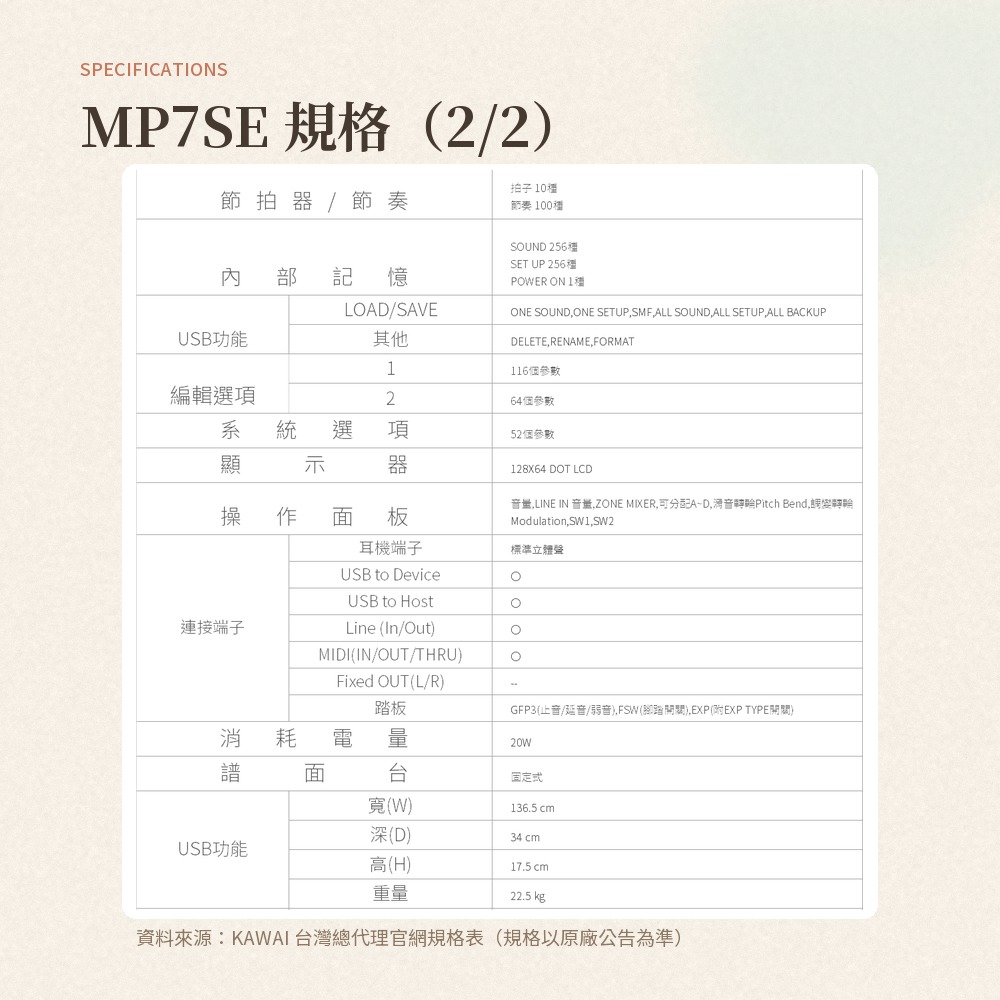 SPECIFICATIONS
MP7SE 規格（2/2）
節拍器/節奏
拍子 10種
節奏 100種
內部記憶
SOUND 256種
SET UP 256種
POWER ON 1種
USB功能
LOAD/SAVE
ONE SOUND,ONE SETUP,SMF,ALL SOUND,ALL SETUP,ALL BACKUP
其他
DELETE,RENAME,FORMAT
編輯選項
1
116個參數
2
64個參數
系統選項
52個參數
顯示器
128X64 DOT LCD
操作面板
音量,LINE IN 音量,ZONE MIXER,可分配A~D,滑音轉輪Pitch Bend,調變轉輪
Modulation,SW1,SW2
連接端子
耳機端子
標準立體聲
USB to Device
○
USB to Host
○
Line (In/Out)
○
MIDI(IN/OUT/THRU)
○
Fixed OUT(L/R)
--
踏板
GFP3(止音/延音/弱音),FSW(腳踏開關),EXP(附EXP TYPE開關)
消耗電量
20W
譜面台
固定式
USB功能
寬(W)
136.5 cm
深(D)
34 cm
高(H)
17.5 cm
重量
22.5 kg
資料來源：KAWAI 台灣總代理官網規格表（規格以原廠公告為準）